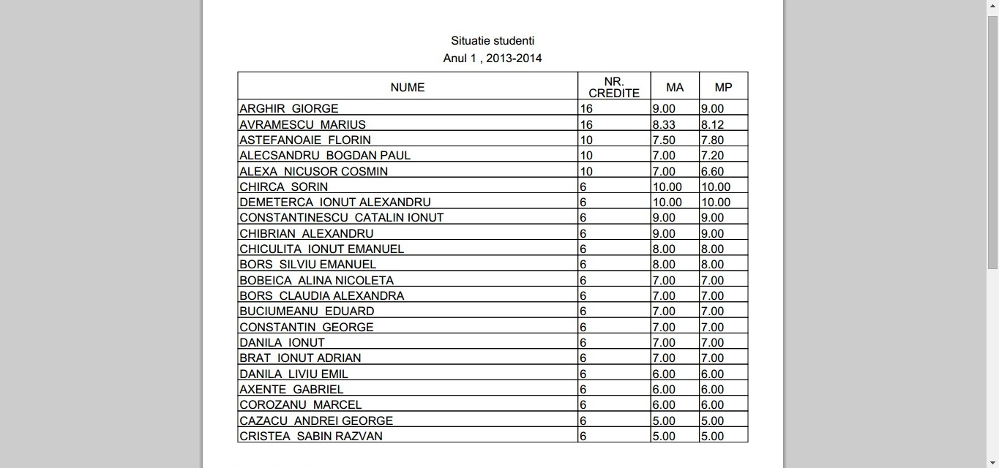 Situatie studenti
Anul 1 , 2013-2014
NUME NR. CREDITE MA MP
ARGHIR GIORGE 16 9.00 9.00
AVRAMESCU MARIUS 16 8.33 8.12
ASTEFANOAIE FLORIN 10 7.50 7.80
ALECSANDRU BOGDAN PAUL 10 7.00 7.20
ALEXA NICUSOR COSMIN 10 7.00 6.60
CHIRCA SORIN 6 10.00 10.00
DEMETERCA IONUT ALEXANDRU 6 10.00 10.00
CONSTANTINESCU CATALIN IONUT 6 9.00 9.00
CHIBRIAN ALEXANDRU 6 9.00 9.00
CHICULITA IONUT EMANUEL 6 8.00 8.00
BORS SILVIU EMANUEL 6 8.00 8.00
BOBEICA ALINA NICOLETA 6 7.00 7.00
BORS CLAUDIA ALEXANDRA 6 7.00 7.00
BUCIUMEANU EDUARD 6 7.00 7.00
CONSTANTIN GEORGE 6 7.00 7.00
DANILA IONUT 6 7.00 7.00
BRAT IONUT ADRIAN 6 7.00 7.00
DANILA LIVIU EMIL 6 6.00 6.00
AXENTE GABRIEL 6 6.00 6.00
COROZANU MARCEL 6 6.00 6.00
CAZACU ANDREI GEORGE 6 5.00 5.00
CRISTEA SABIN RAZVAN 6 5.00 5.00